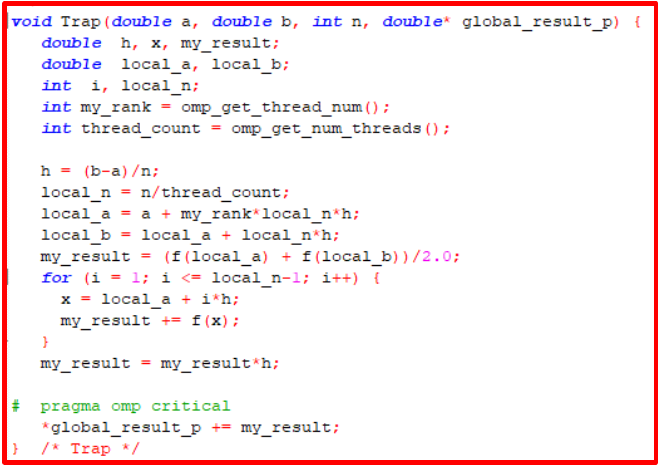 void Trap(double a, double b, int n, double* global_result_p) {
   double  h, x, my_result;
   double  local_a, local_b;
   int  i, local_n;
   int my_rank = omp_get_thread_num();
   int thread_count = omp_get_num_threads();

   h = (b-a)/n;
   local_n = n/thread_count;
   local_a = a + my_rank*local_n*h;
   local_b = local_a + local_n*h;
   my_result = (f(local_a) + f(local_b))/2.0;
   for (i = 1; i <= local_n-1; i++) {
     x = local_a + i*h;
     my_result += f(x);
   }
   my_result = my_result*h;

#  pragma omp critical
   *global_result_p += my_result;
}  /* Trap */